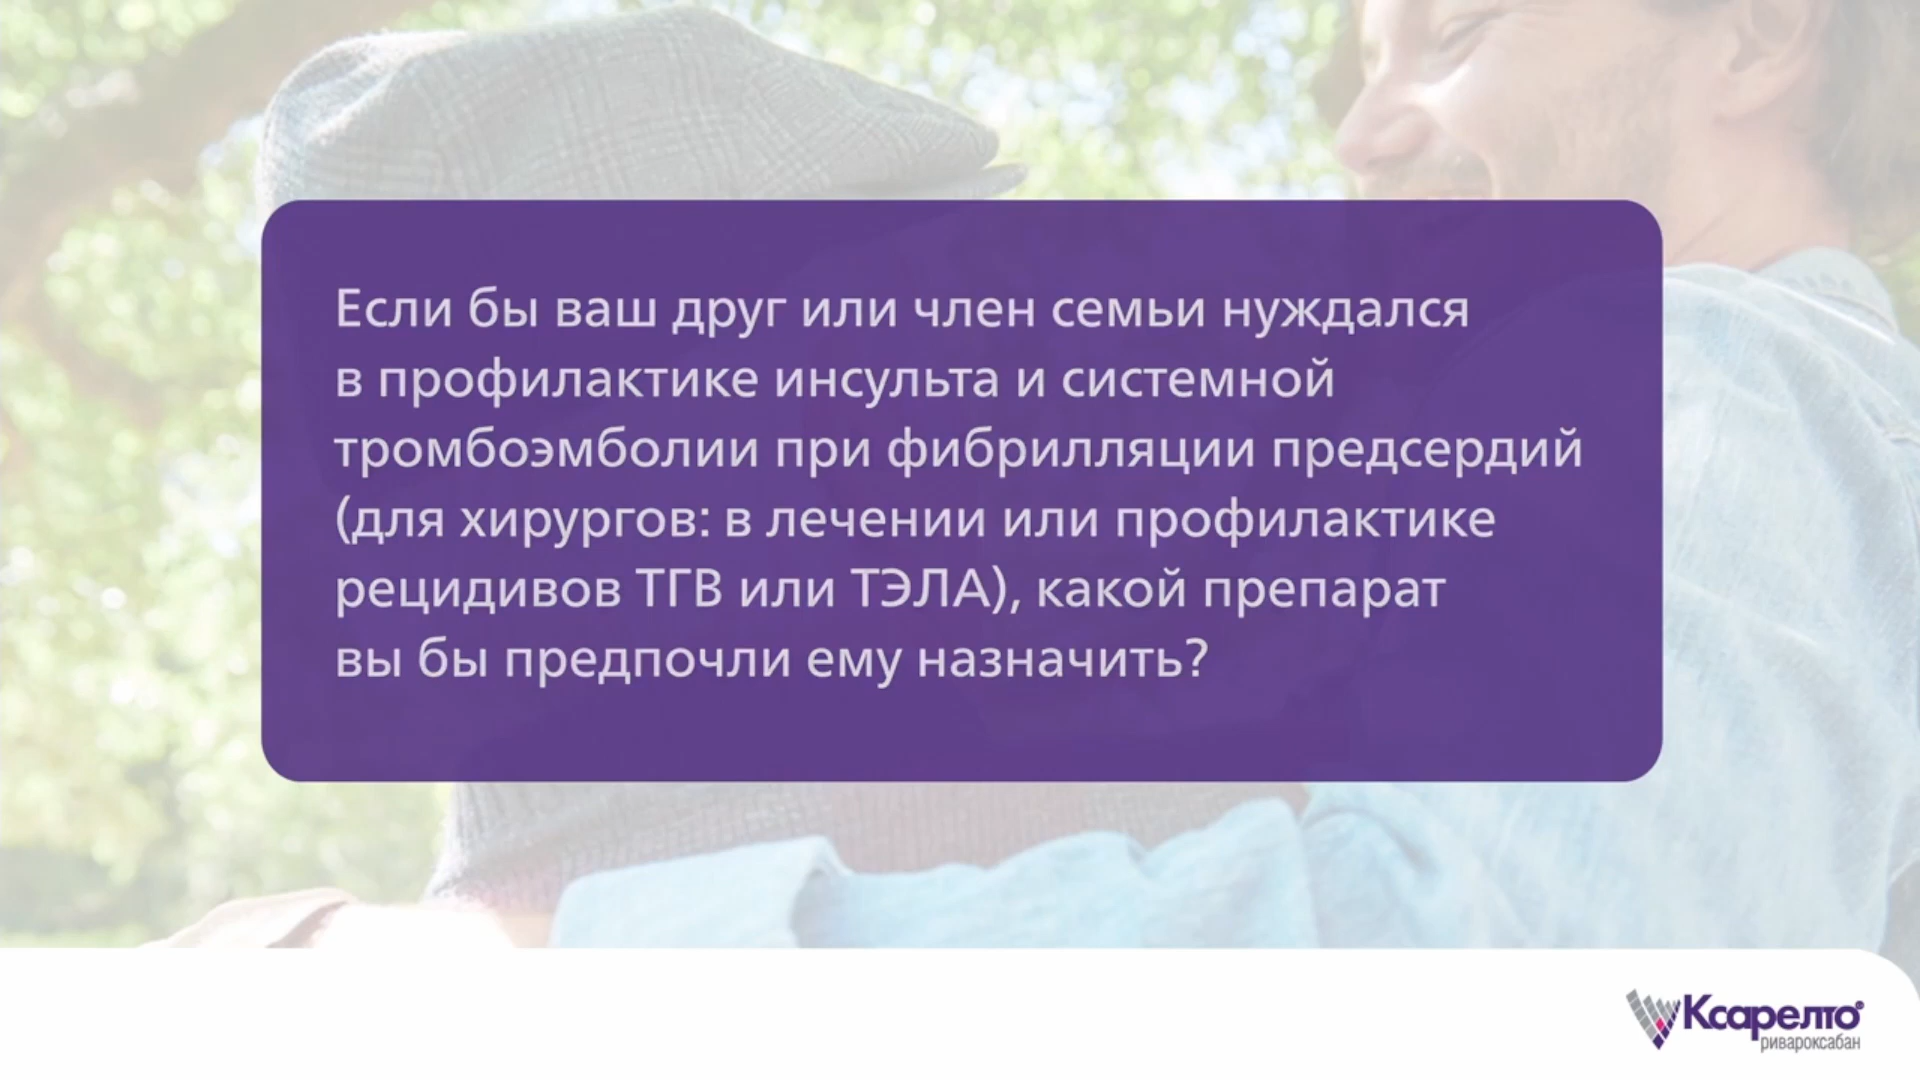 Если бы ваш друг или член семьи нуждался
в профилактике инсульта и системной
тромбоэмболии при фибрилляции предсердий
(для хирургов: в лечении или профилактике
рецидивов ТГВ или ТЭЛА), какой препарат
вы бы предпочли ему назначить?
Ксарелто®
ривароксабан